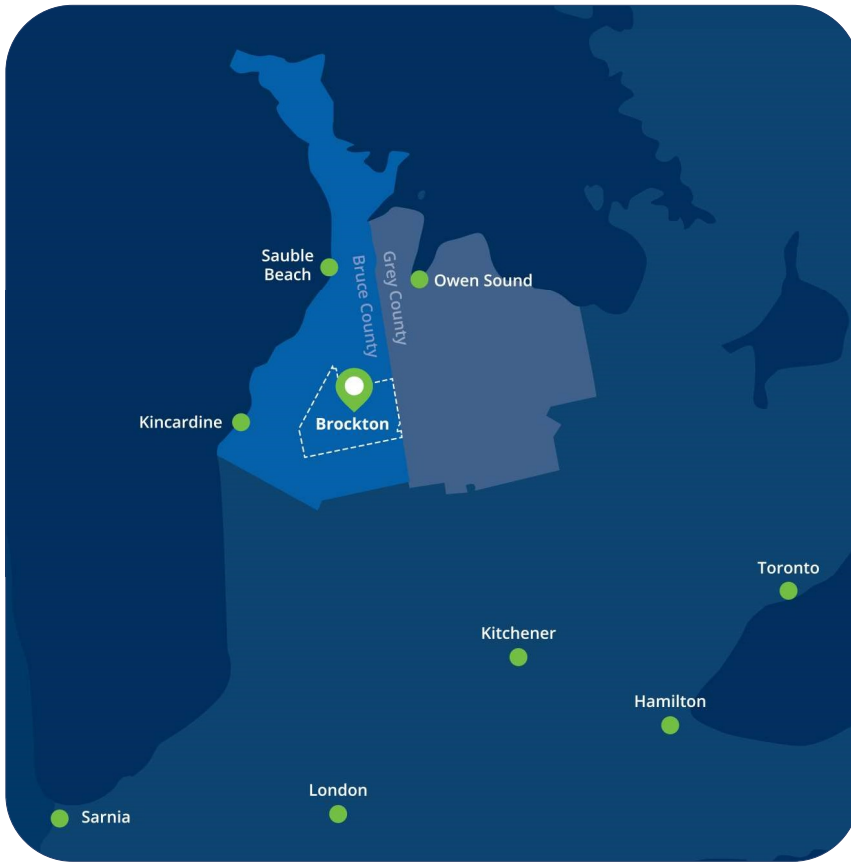 Sauble
Beach
Bruce County
Grey County
Owen Sound
Kincardine
Brockton
Toronto
Kitchener
Hamilton
London
Sarnia